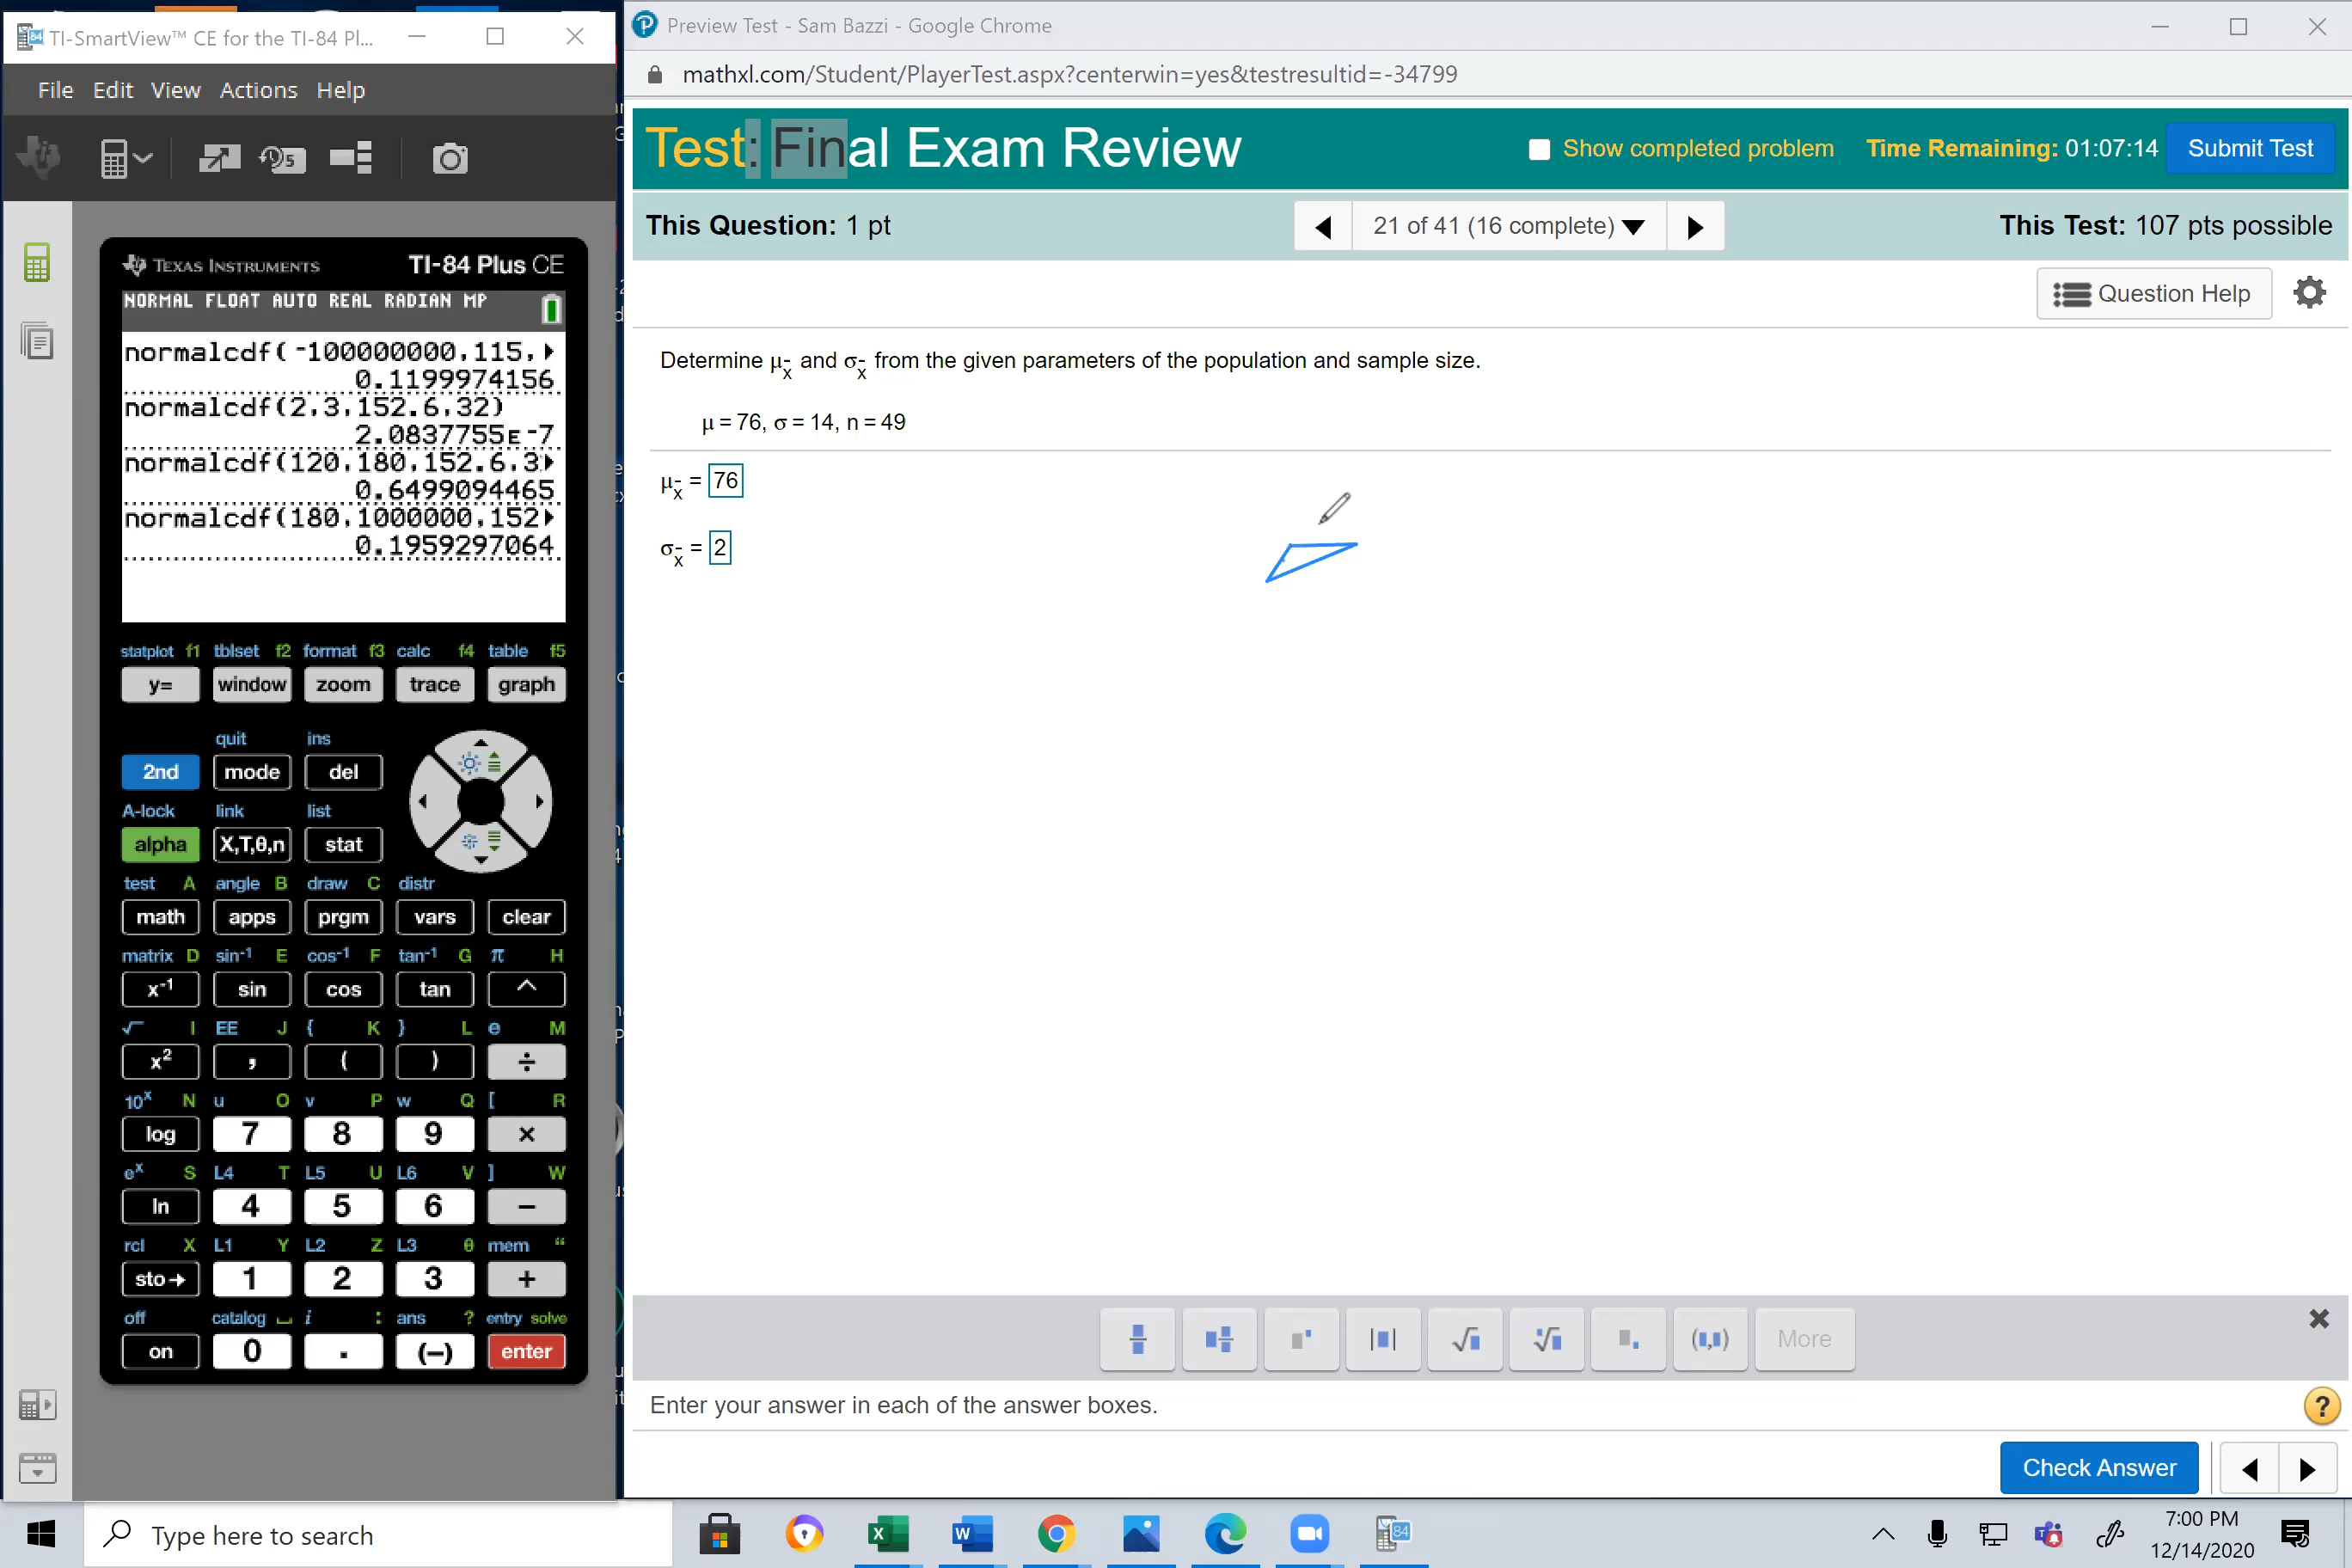 TI-SmartView™ CE for the TI-84 Pl...
File Edit View Actions Help
TEXAS INSTRUMENTS TI-84 Plus CE
NORMAL FLOAT AUTO REAL RADIAN MP
normalcdf(-100000000,115,
0.1199974156
normalcdf(2,3,152.6,32)
2.0837755E-7
normalcdf(120,180,152.6,3
0.6499094465
normalcdf(180,1000000,152
0.1959297064
statplot f1 tblset f2 format f3 calc f4 table f5
y= window zoom trace graph
quit ins
2nd mode del
A-lock link list
alpha X,T,θ,n stat
test A angle B draw C distr
math apps prgm vars clear
matrix D sin-1 E cos-1 F tan-1 G π H
x-1 sin cos tan ^
√ I EE J { K } L e M
x2 , ( ) ÷
10x N u O v P w Q [ R
log 7 8 9 ×
ex S L4 T L5 U L6 V ] W
ln 4 5 6 −
rcl X L1 Y L2 Z L3 θ mem “
sto→ 1 2 3 +
off catalog i : ans ? entry solve
on 0 . (−) enter
Preview Test - Sam Bazzi - Google Chrome
mathxl.com/Student/PlayerTest.aspx?centerwin=yes&testresultid=-34799
Test: Final Exam Review Show completed problem Time Remaining: 01:07:14 Submit Test
This Question: 1 pt 21 of 41 (16 complete) This Test: 107 pts possible
Question Help
Determine μx̄ and σx̄ from the given parameters of the population and sample size.
μ = 76, σ = 14, n = 49
μx̄ = 76
σx̄ = 2
More
Enter your answer in each of the answer boxes.
?
Check Answer
Type here to search
7:00 PM
12/14/2020